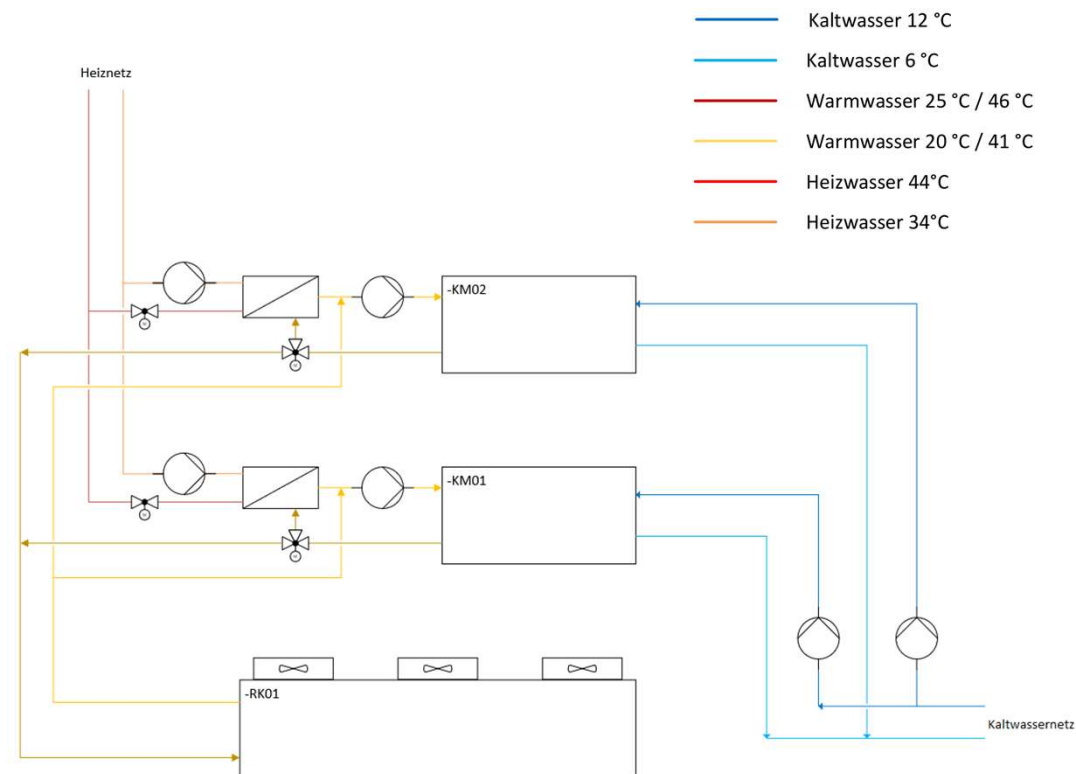 Kaltwasser 12 °C
Kaltwasser 6 °C
Warmwasser 25 °C / 46 °C
Warmwasser 20 °C / 41 °C
Heizwasser 44°C
Heizwasser 34°C
Heiznetz
-KM02
-KM01
-RK01
Kaltwassernetz